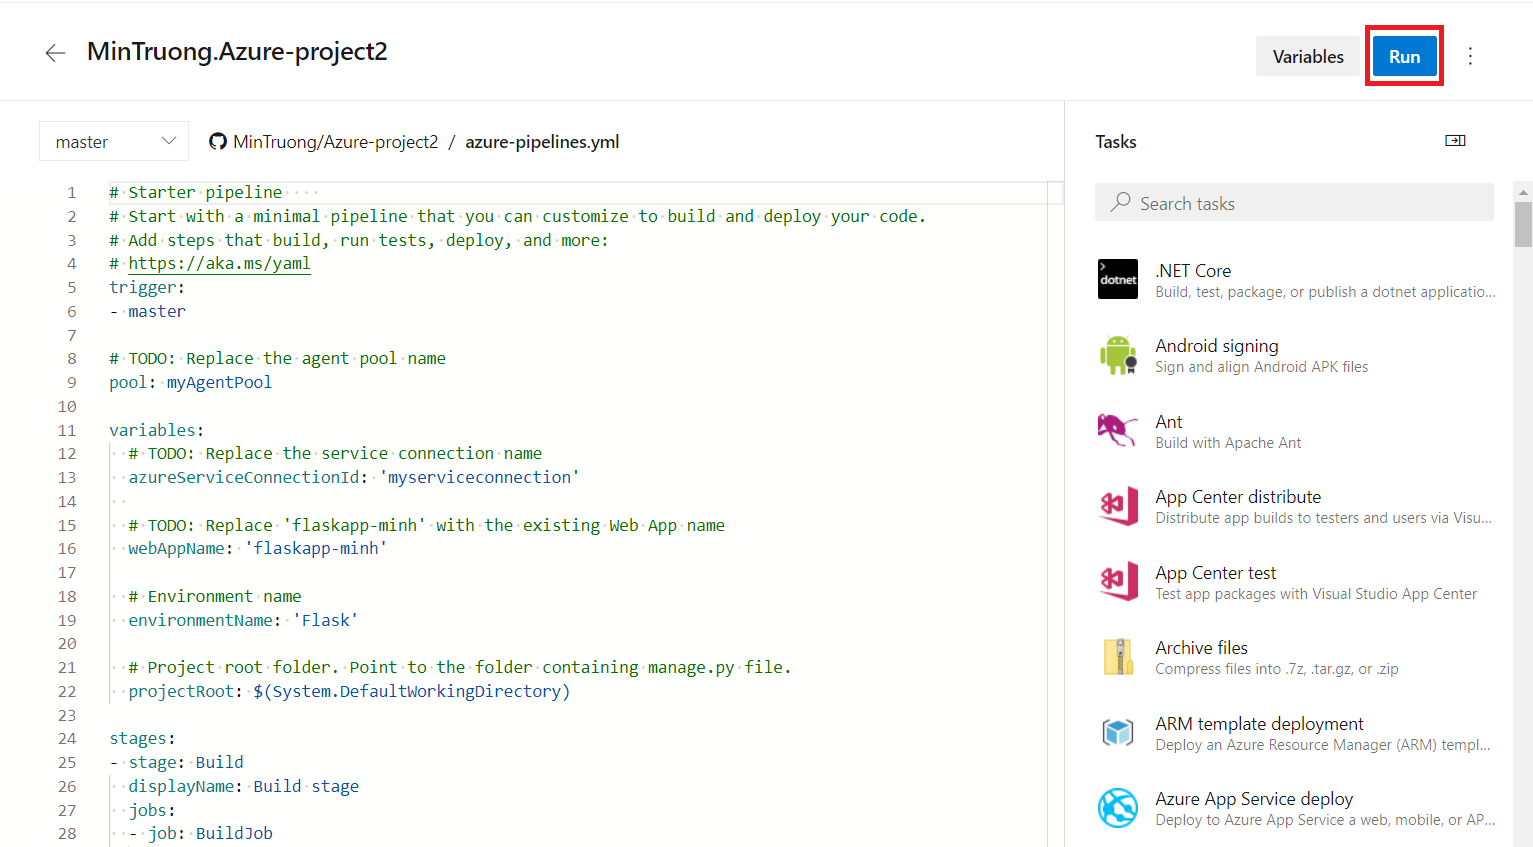 MinTruong.Azure-project2
Variables
Run
master
MinTruong/Azure-project2 / azure-pipelines.yml
1 # Starter pipeline
2 # Start with a minimal pipeline that you can customize to build and deploy your code.
3 # Add steps that build, run tests, deploy, and more:
4 # https://aka.ms/yaml
5 trigger:
6 - master
7
8 # TODO: Replace the agent pool name
9 pool: myAgentPool
10
11 variables:
12   # TODO: Replace the service connection name
13   azureServiceConnectionId: 'myserviceconnection'
14
15   # TODO: Replace 'flaskapp-minh' with the existing Web App name
16   webAppName: 'flaskapp-minh'
17
18   # Environment name
19   environmentName: 'Flask'
20
21   # Project root folder. Point to the folder containing manage.py file.
22   projectRoot: $(System.DefaultWorkingDirectory)
23
24 stages:
25 - stage: Build
26   displayName: Build stage
27   jobs:
28   - job: BuildJob
Tasks
Search tasks
dotnet
.NET Core
Build, test, package, or publish a dotnet applicatio...
Android signing
Sign and align Android APK files
Ant
Build with Apache Ant
App Center distribute
Distribute app builds to testers and users via Visu...
App Center test
Test app packages with Visual Studio App Center
Archive files
Compress files into .7z, .tar.gz, or .zip
ARM template deployment
Deploy an Azure Resource Manager (ARM) templ...
Azure App Service deploy
Deploy to Azure App Service a web, mobile, or AP...